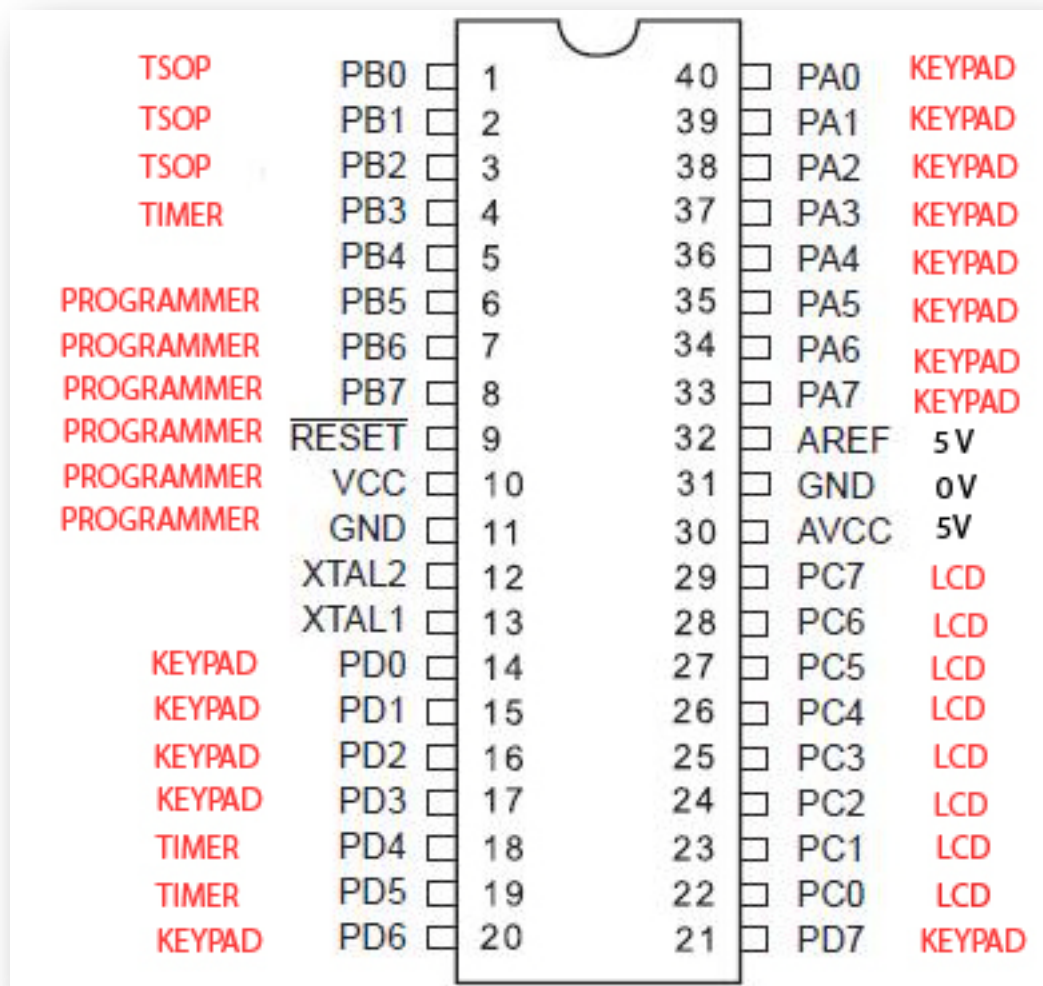 TSOP PB0 1 40 PA0 KEYPAD
TSOP PB1 2 39 PA1 KEYPAD
TSOP PB2 3 38 PA2 KEYPAD
TIMER PB3 4 37 PA3 KEYPAD
PB4 5 36 PA4 KEYPAD
PROGRAMMER PB5 6 35 PA5 KEYPAD
PROGRAMMER PB6 7 34 PA6 KEYPAD
PROGRAMMER PB7 8 33 PA7 KEYPAD
PROGRAMMER RESET 9 32 AREF 5 V
PROGRAMMER VCC 10 31 GND 0 V
PROGRAMMER GND 11 30 AVCC 5V
XTAL2 12 29 PC7 LCD
XTAL1 13 28 PC6 LCD
KEYPAD PD0 14 27 PC5 LCD
KEYPAD PD1 15 26 PC4 LCD
KEYPAD PD2 16 25 PC3 LCD
KEYPAD PD3 17 24 PC2 LCD
TIMER PD4 18 23 PC1 LCD
TIMER PD5 19 22 PC0 LCD
KEYPAD PD6 20 21 PD7 KEYPAD